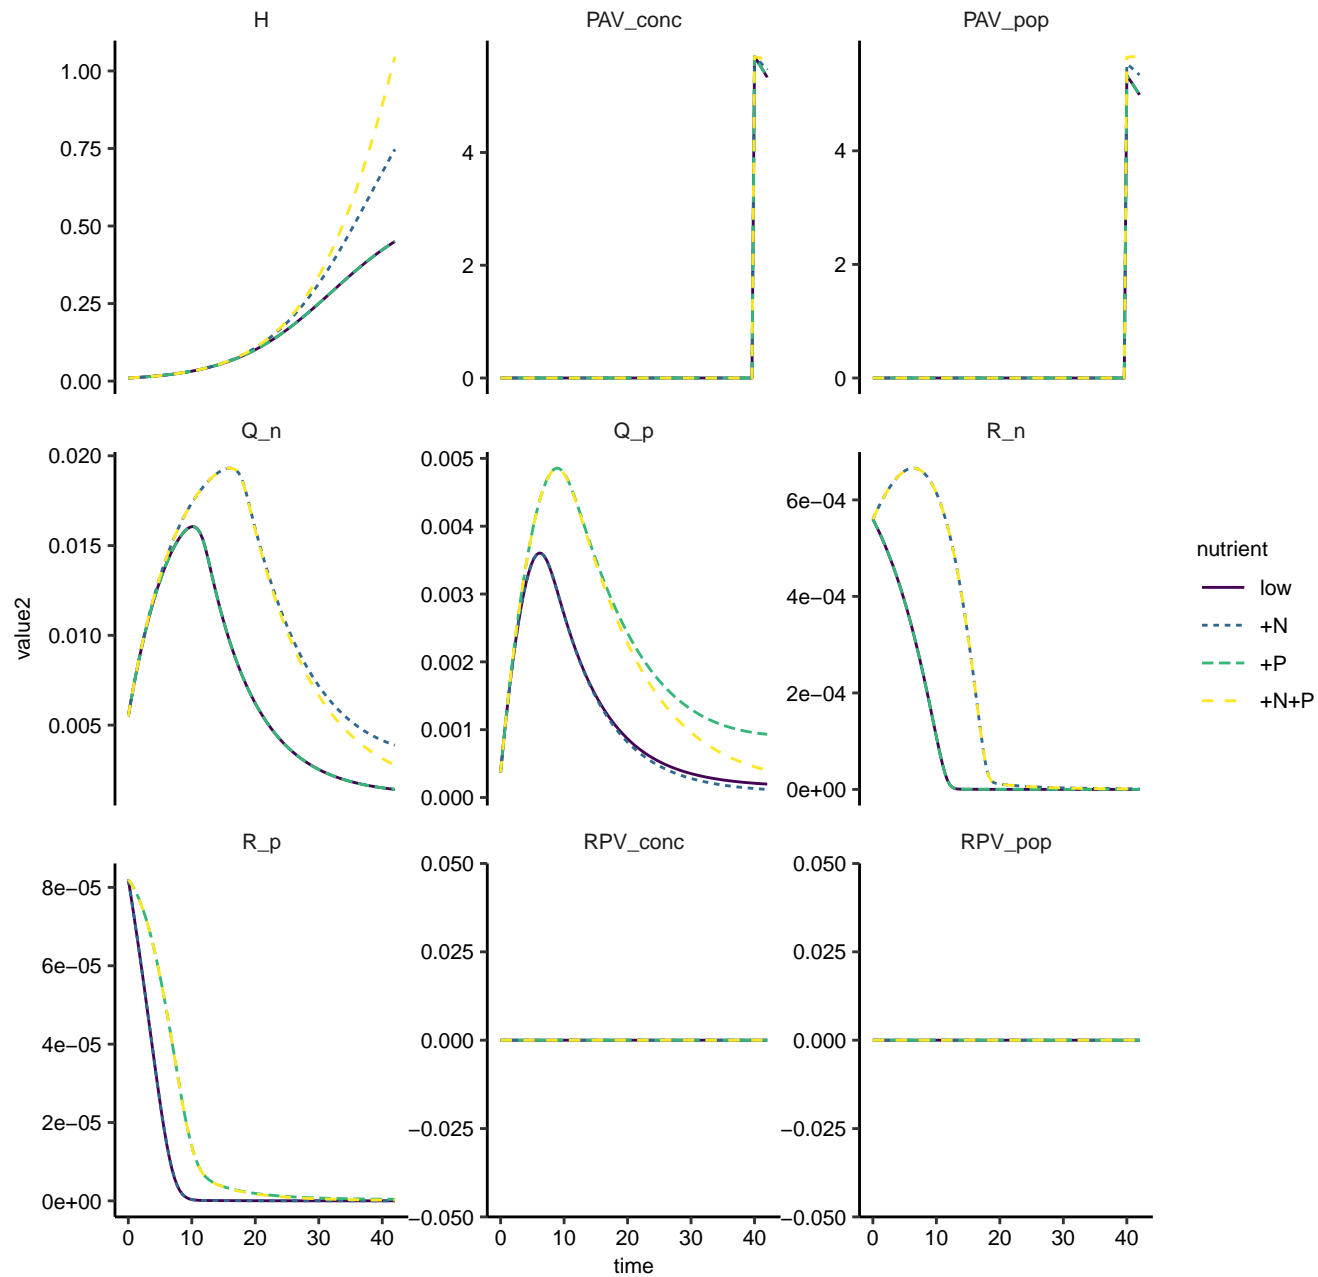 H
PAV_conc
PAV_pop
1.00
0.75
0.50
0.25
0.00
4
2
0
4
2
0
Q_n
Q_p
R_n
0.020
0.015
0.010
0.005
0.005
0.004
0.003
0.002
0.001
0.000
6e−04
4e−04
2e−04
0e+00
R_p
RPV_conc
RPV_pop
8e−05
6e−05
4e−05
2e−05
0e+00
0.050
0.025
0.000
−0.025
−0.050
0.050
0.025
0.000
−0.025
−0.050
0 10 20 30 40
0 10 20 30 40
0 10 20 30 40
time
value2
nutrient
low
+N
+P
+N+P